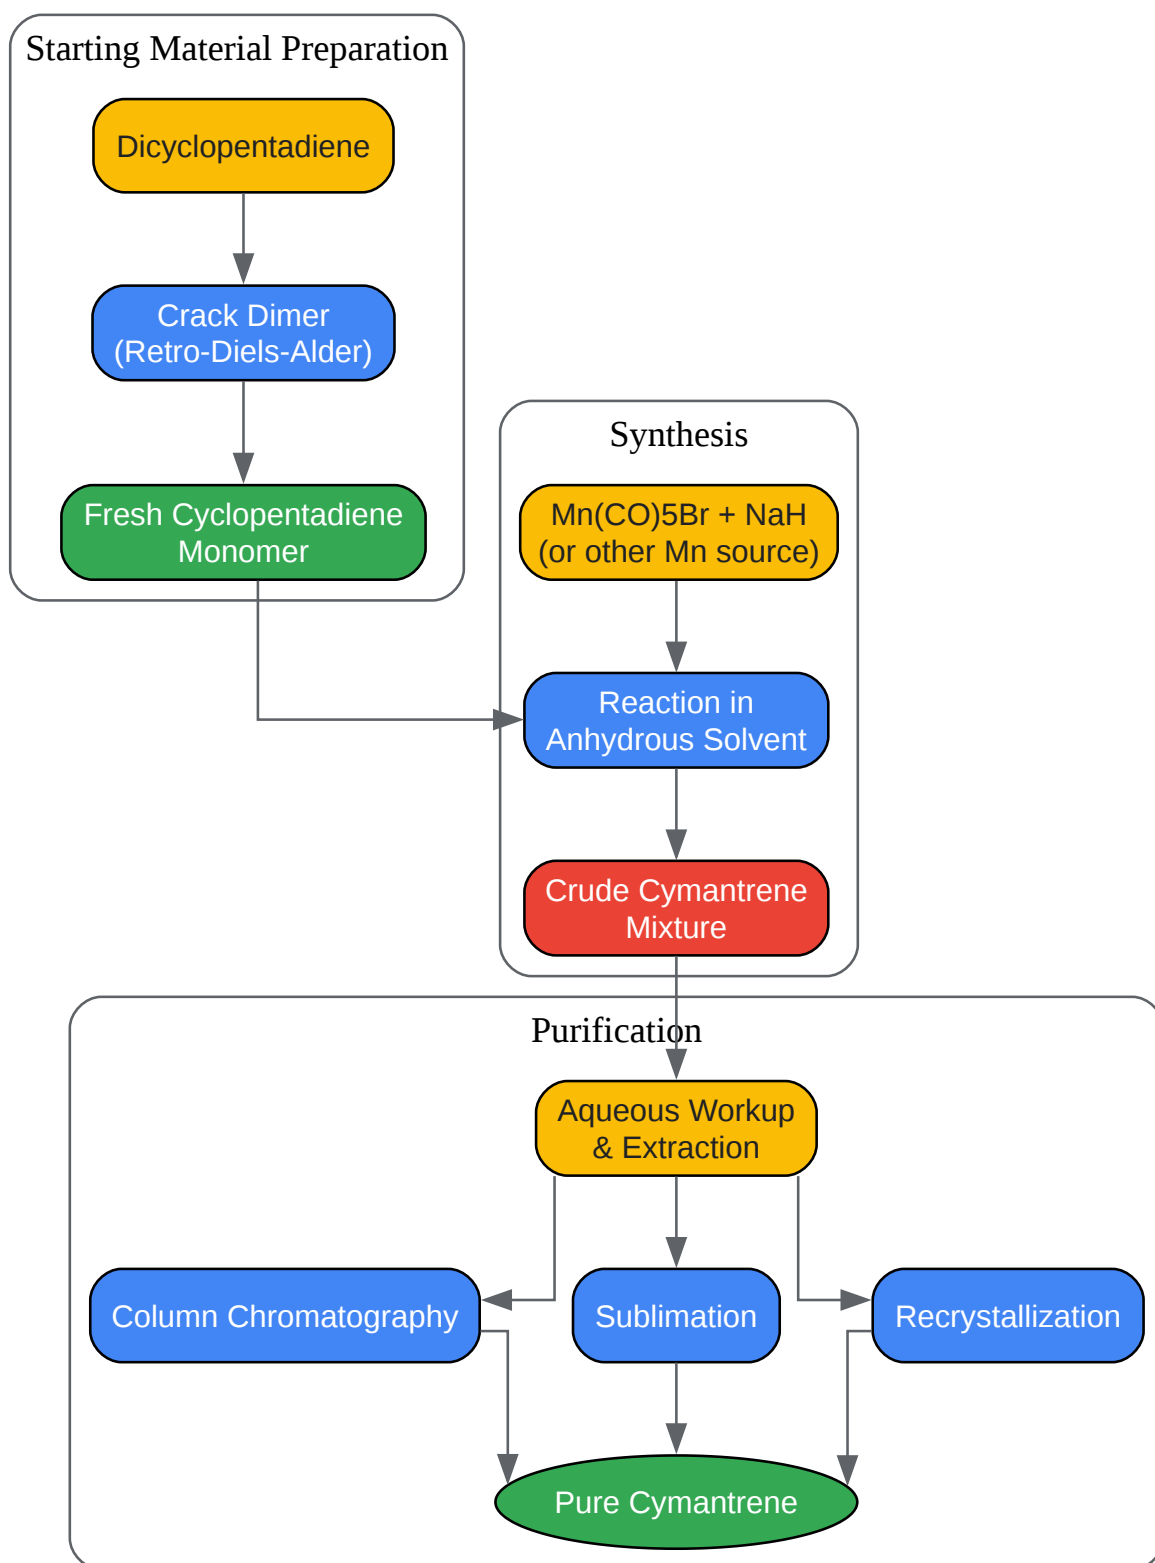 Starting Material Preparation
Dicyclopentadiene
Crack Dimer
(Retro-Diels-Alder)
Fresh Cyclopentadiene
Monomer
Synthesis
Mn(CO)5Br + NaH
(or other Mn source)
Reaction in
Anhydrous Solvent
Crude Cymantrene
Mixture
Purification
Aqueous Workup
& Extraction
Column Chromatography
Sublimation
Recrystallization
Pure Cymantrene